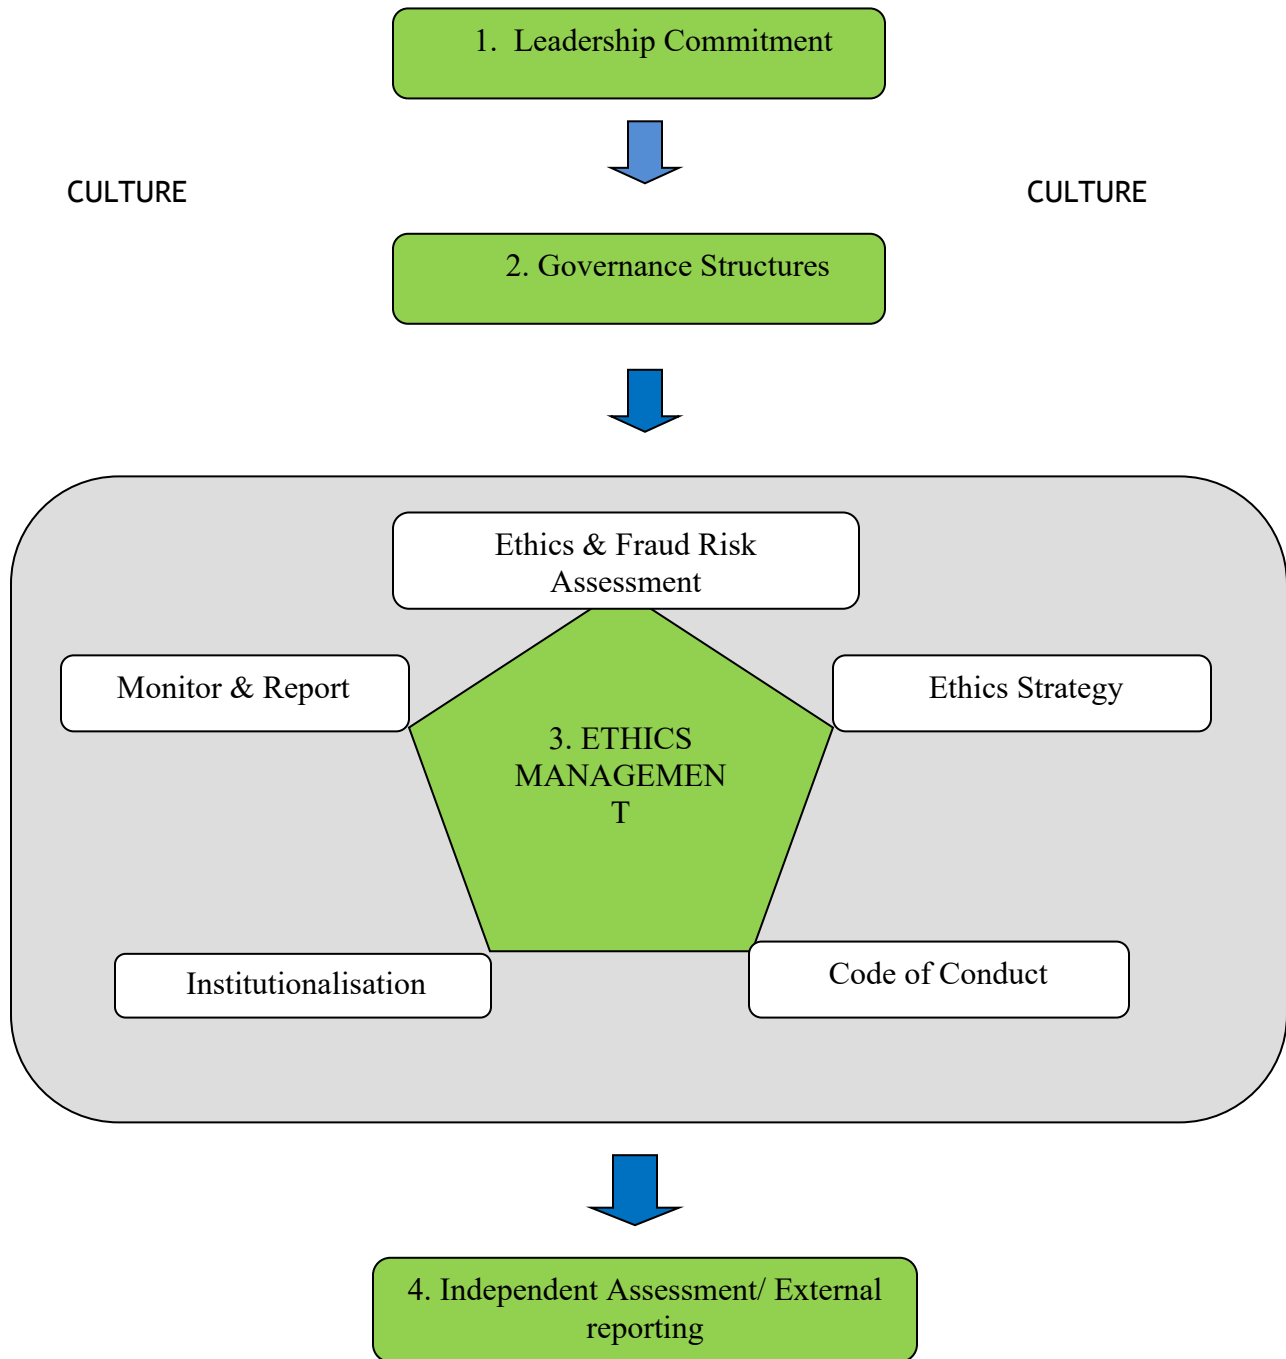 1. Leadership Commitment
CULTURE
CULTURE
2. Governance Structures
Ethics & Fraud Risk
Assessment
Monitor & Report
Ethics Strategy
3. ETHICS
MANAGEMEN
T
Institutionalisation
Code of Conduct
4. Independent Assessment/ External
reporting